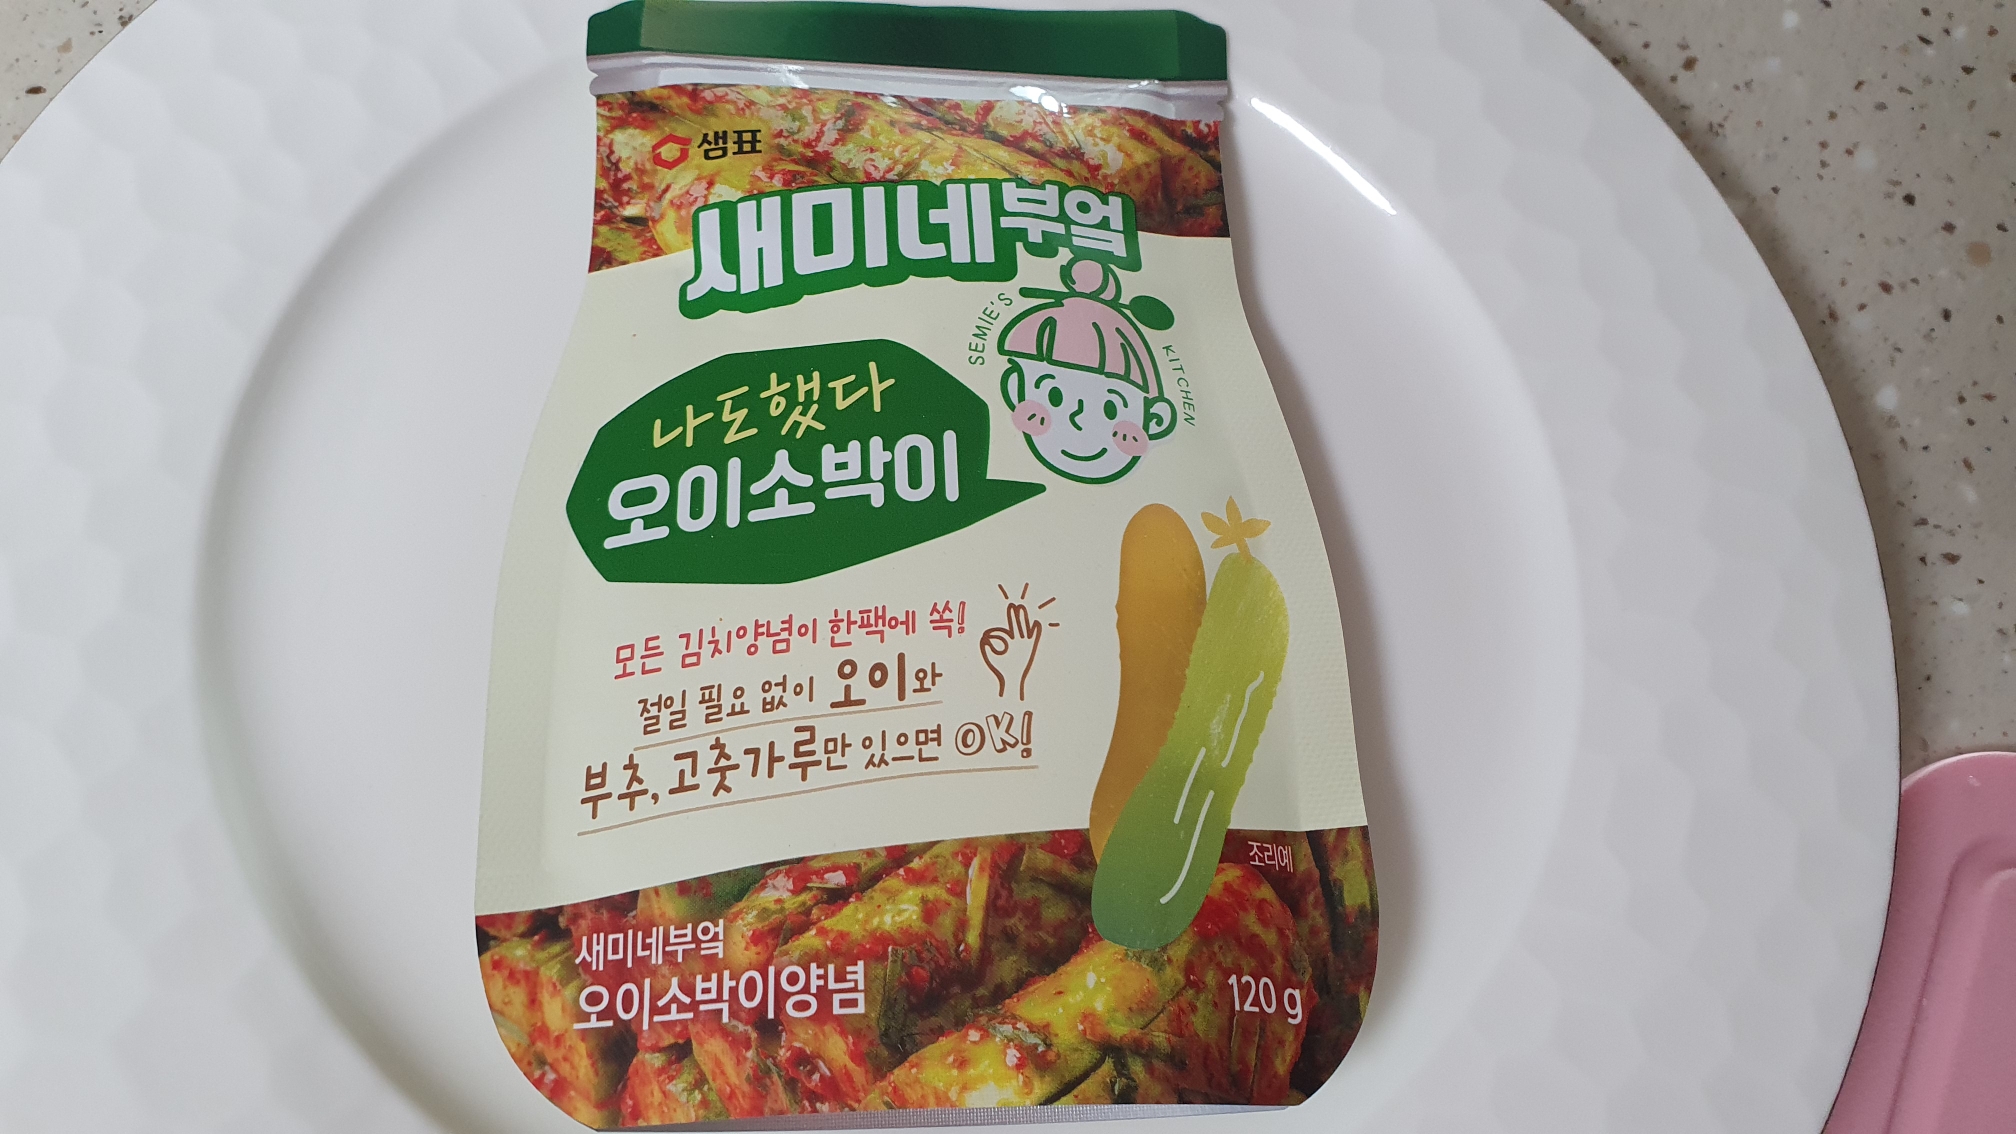 샘표
새미네부엌
SEMIE'S KITCHEN
나도했다
오이소박이
모든 김치양념이 한팩에 쏙!
절일 필요 없이 오이와
부추, 고춧가루만 있으면 OK!
조리예
새미네부엌
오이소박이양념
120 g